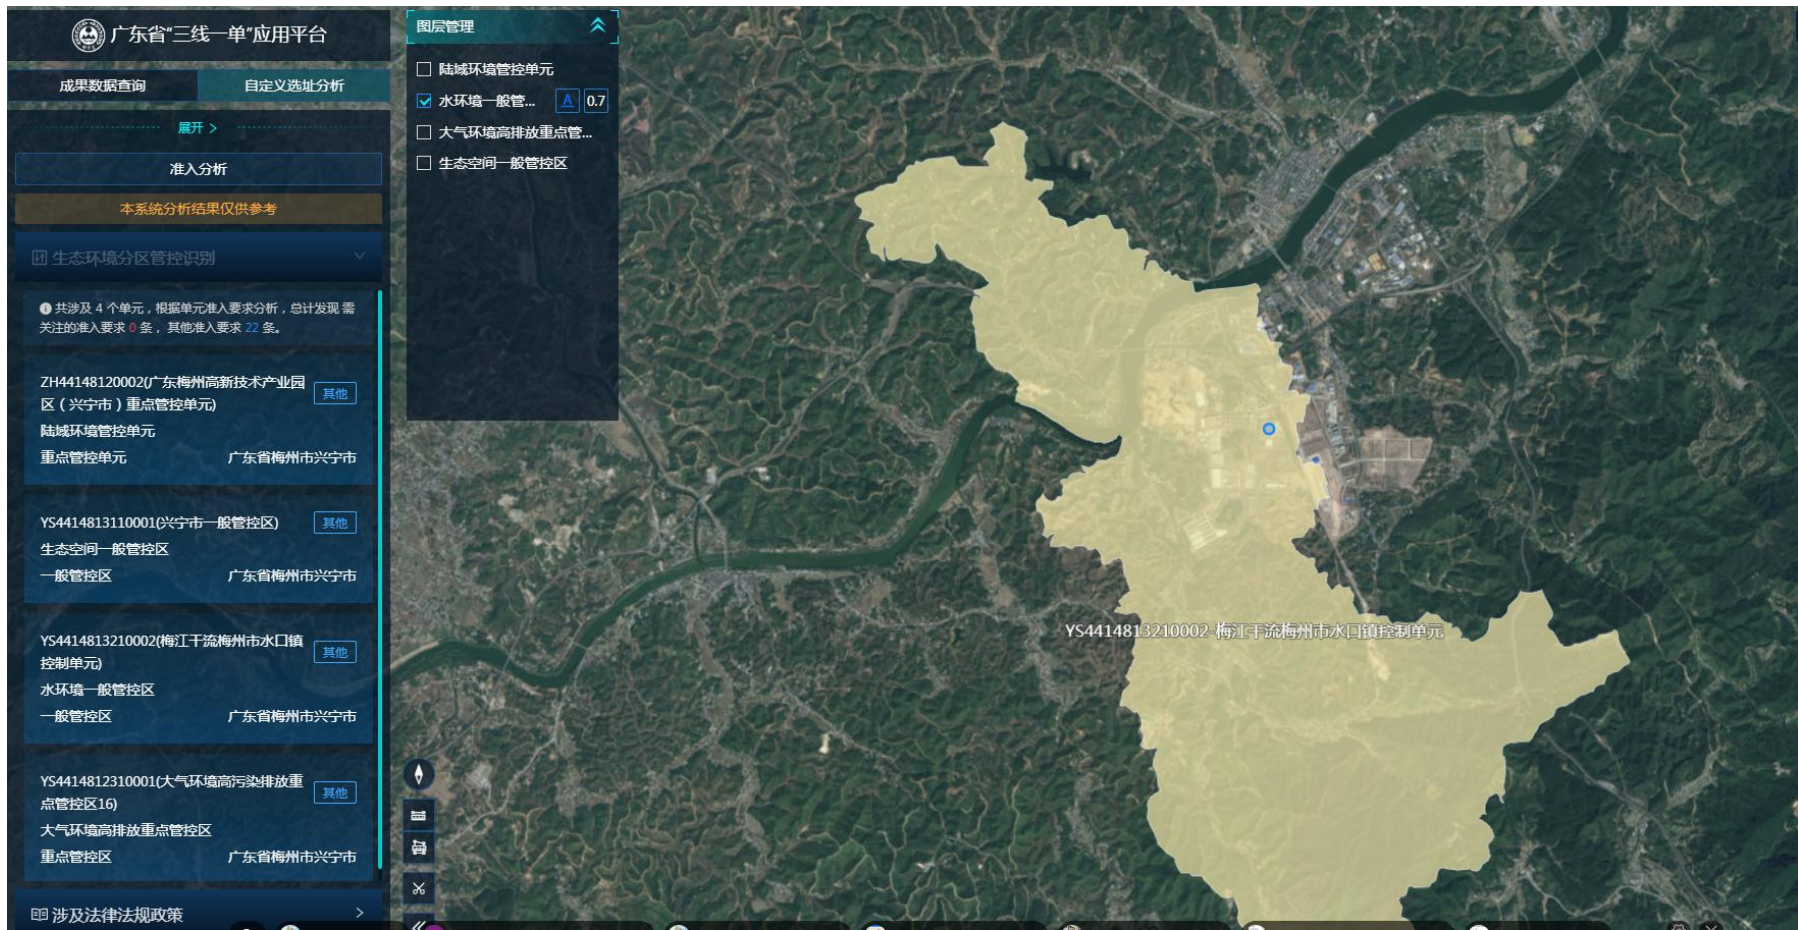 广东省"三线一单"应用平台
成果数据查询
自定义选址分析
展开 >
准入分析
本系统分析结果仅供参考
生态环境分区管控识别
共涉及 4 个单元，根据单元准入要求分析，总计发现 需
关注的准入要求 0 条， 其他准入要求 22 条。
ZH44148120002(广东梅州高新技术产业园
区（兴宁市）重点管控单元)
其他
陆域环境管控单元
重点管控单元
广东省梅州市兴宁市
YS4414813110001(兴宁市一般管控区)
其他
生态空间一般管控区
一般管控区
广东省梅州市兴宁市
YS4414813210002(梅江干流梅州市水口镇
控制单元)
其他
水环境一般管控区
一般管控区
广东省梅州市兴宁市
YS4414812310001(大气环境高污染排放重
点管控区16)
其他
大气环境高排放重点管控区
重点管控区
广东省梅州市兴宁市
涉及法律法规政策
图层管理
陆域环境管控单元
水环境一般管...
A
0.7
大气环境高排放重点管...
生态空间一般管控区
YS4414813210002-梅江干流梅州市水口镇控制单元